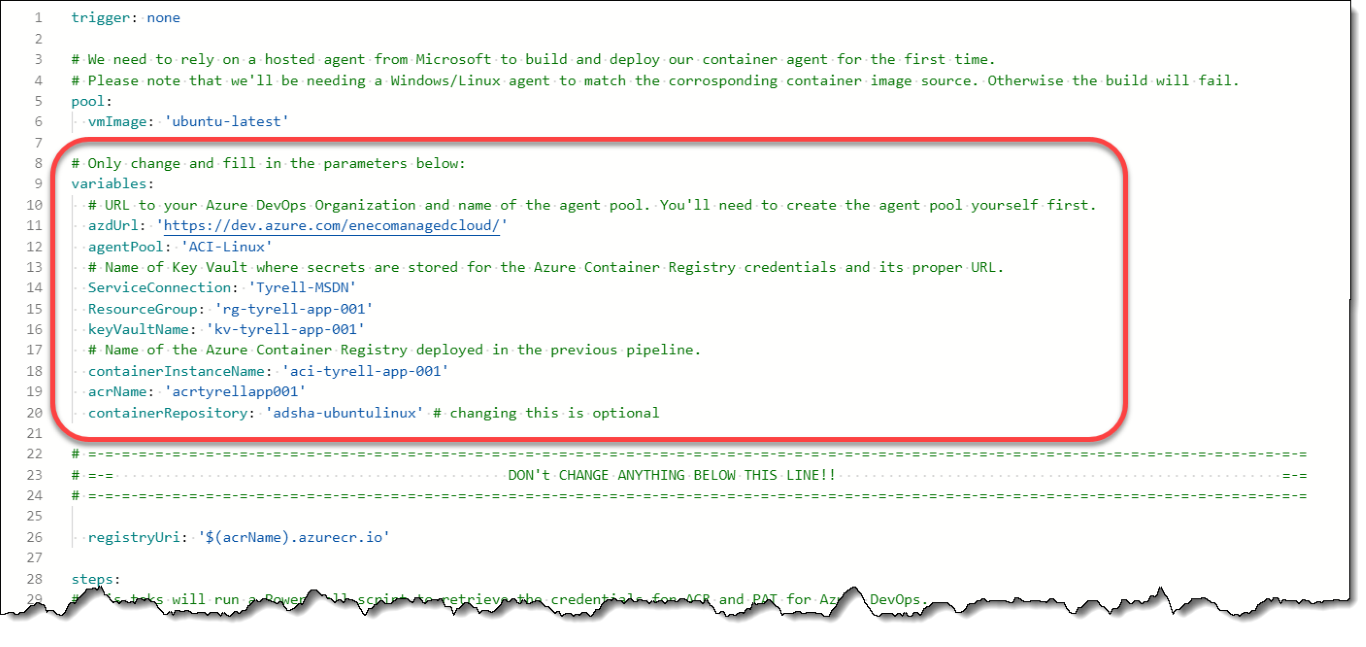 1 trigger: none
2
3 # We need to rely on a hosted agent from Microsoft to build and deploy our container agent for the first time.
4 # Please note that we'll be needing a Windows/Linux agent to match the corrosponding container image source. Otherwise the build will fail.
5 pool:
6   vmImage: 'ubuntu-latest'
7
8 # Only change and fill in the parameters below:
9 variables:
10   # URL to your Azure DevOps Organization and name of the agent pool. You'll need to create the agent pool yourself first.
11   azdUrl: 'https://dev.azure.com/enecomanagedcloud/'
12   agentPool: 'ACI-Linux'
13   # Name of Key Vault where secrets are stored for the Azure Container Registry credentials and its proper URL.
14   ServiceConnection: 'Tyrell-MSDN'
15   ResourceGroup: 'rg-tyrell-app-001'
16   keyVaultName: 'kv-tyrell-app-001'
17   # Name of the Azure Container Registry deployed in the previous pipeline.
18   containerInstanceName: 'aci-tyrell-app-001'
19   acrName: 'acrtyrellapp001'
20   containerRepository: 'adsha-ubuntulinux' # changing this is optional
21
22 # =-=-=-=-=-=-=-=-=-=-=-=-=-=-=-=-=-=-=-=-=-=-=-=-=-=-=-=-=-=-=-=-=-=-=-=-=-=-=-=-=-=-=-=-=-=-=-=-=-=-=-=-=-=-=-=-=-=-=-=-=-=-=-=-=-=-=-=-=-=-=-=-=-=
23 # =-= DON't CHANGE ANYTHING BELOW THIS LINE!! =-=
24 # =-=-=-=-=-=-=-=-=-=-=-=-=-=-=-=-=-=-=-=-=-=-=-=-=-=-=-=-=-=-=-=-=-=-=-=-=-=-=-=-=-=-=-=-=-=-=-=-=-=-=-=-=-=-=-=-=-=-=-=-=-=-=-=-=-=-=-=-=-=-=-=-=-=
25
26   registryUri: '$(acrName).azurecr.io'
27
28 steps:
29 # taks will run a script to retrieve the credentials for ACR and PAT for DevOps.